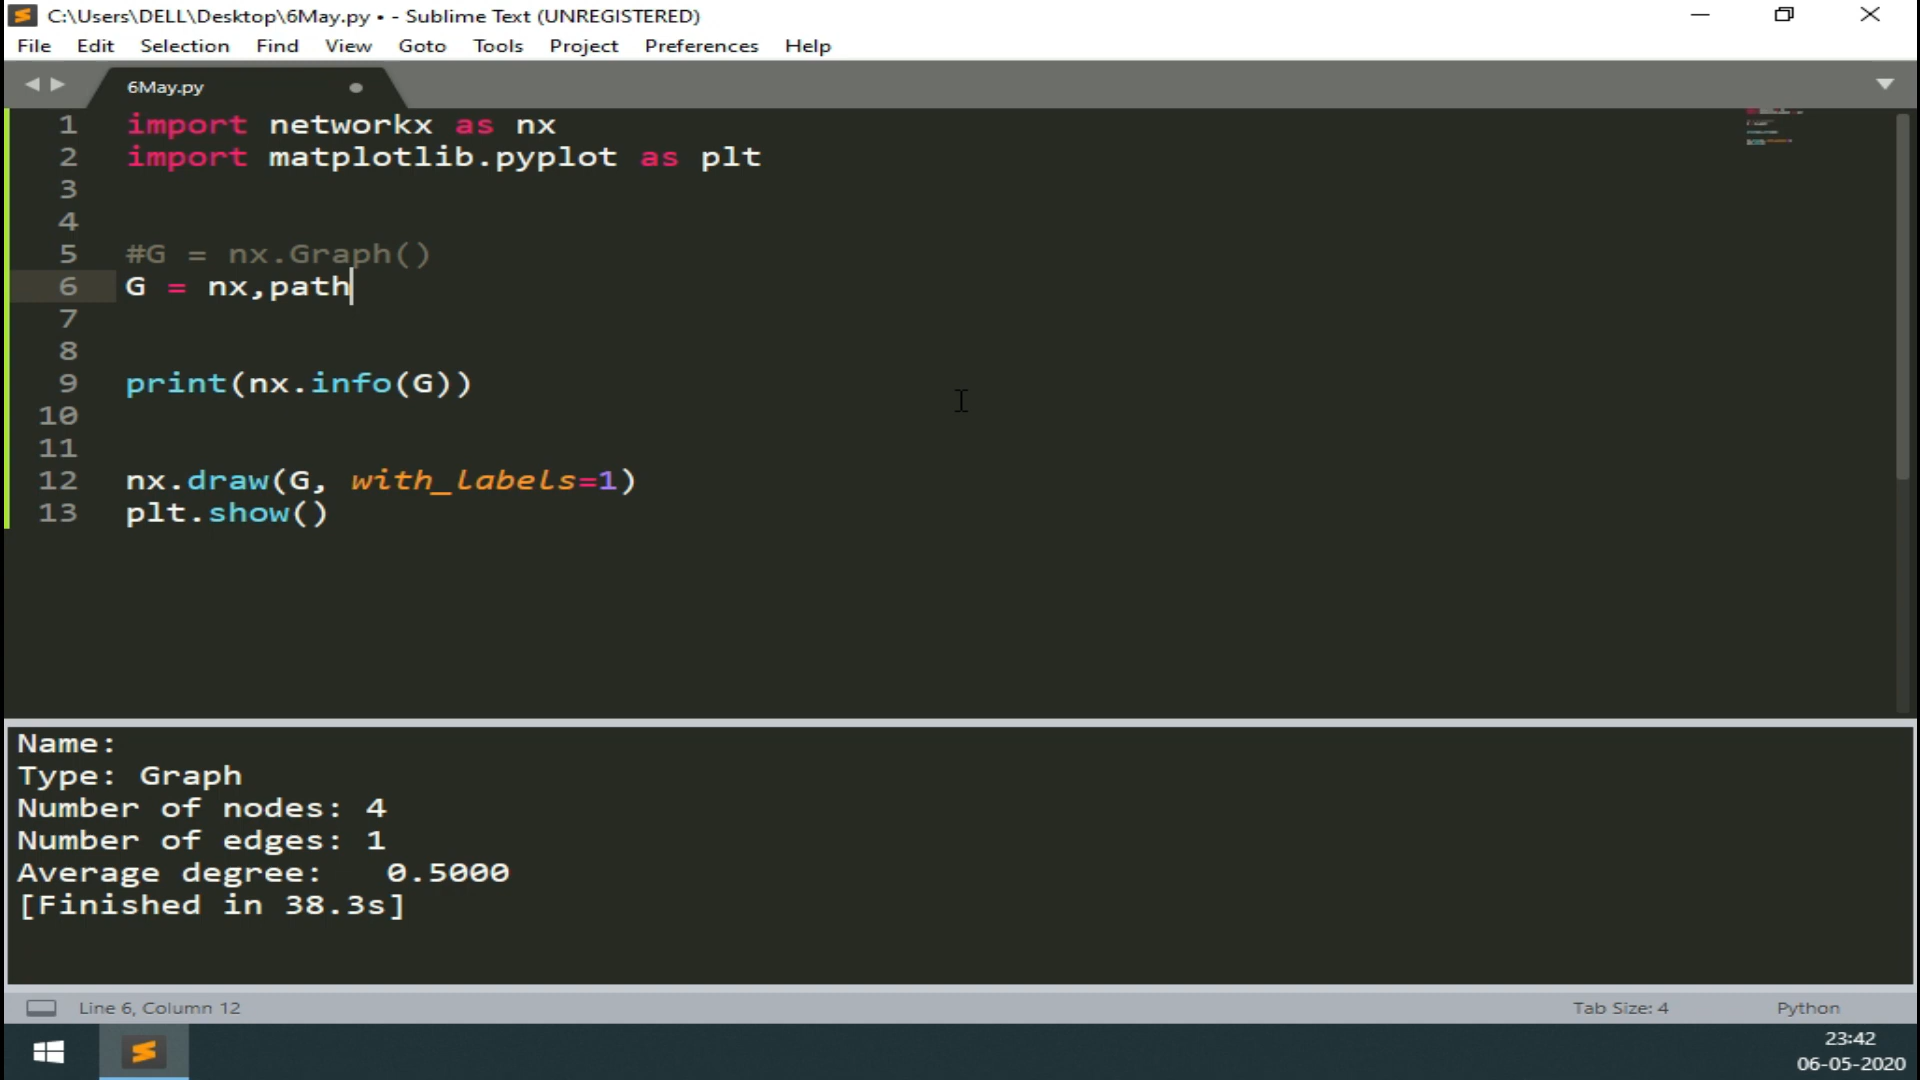 C:\Users\DELL\Desktop\6May.py • - Sublime Text (UNREGISTERED)
File Edit Selection Find View Goto Tools Project Preferences Help
6May.py
1 import networkx as nx
2 import matplotlib.pyplot as plt
3
4
5 #G = nx.Graph()
6 G = nx,path
7
8
9 print(nx.info(G))
10
11
12 nx.draw(G, with_labels=1)
13 plt.show()
Name:
Type: Graph
Number of nodes: 4
Number of edges: 1
Average degree:   0.5000
[Finished in 38.3s]
Line 6, Column 12 Tab Size: 4 Python
23:42
06-05-2020